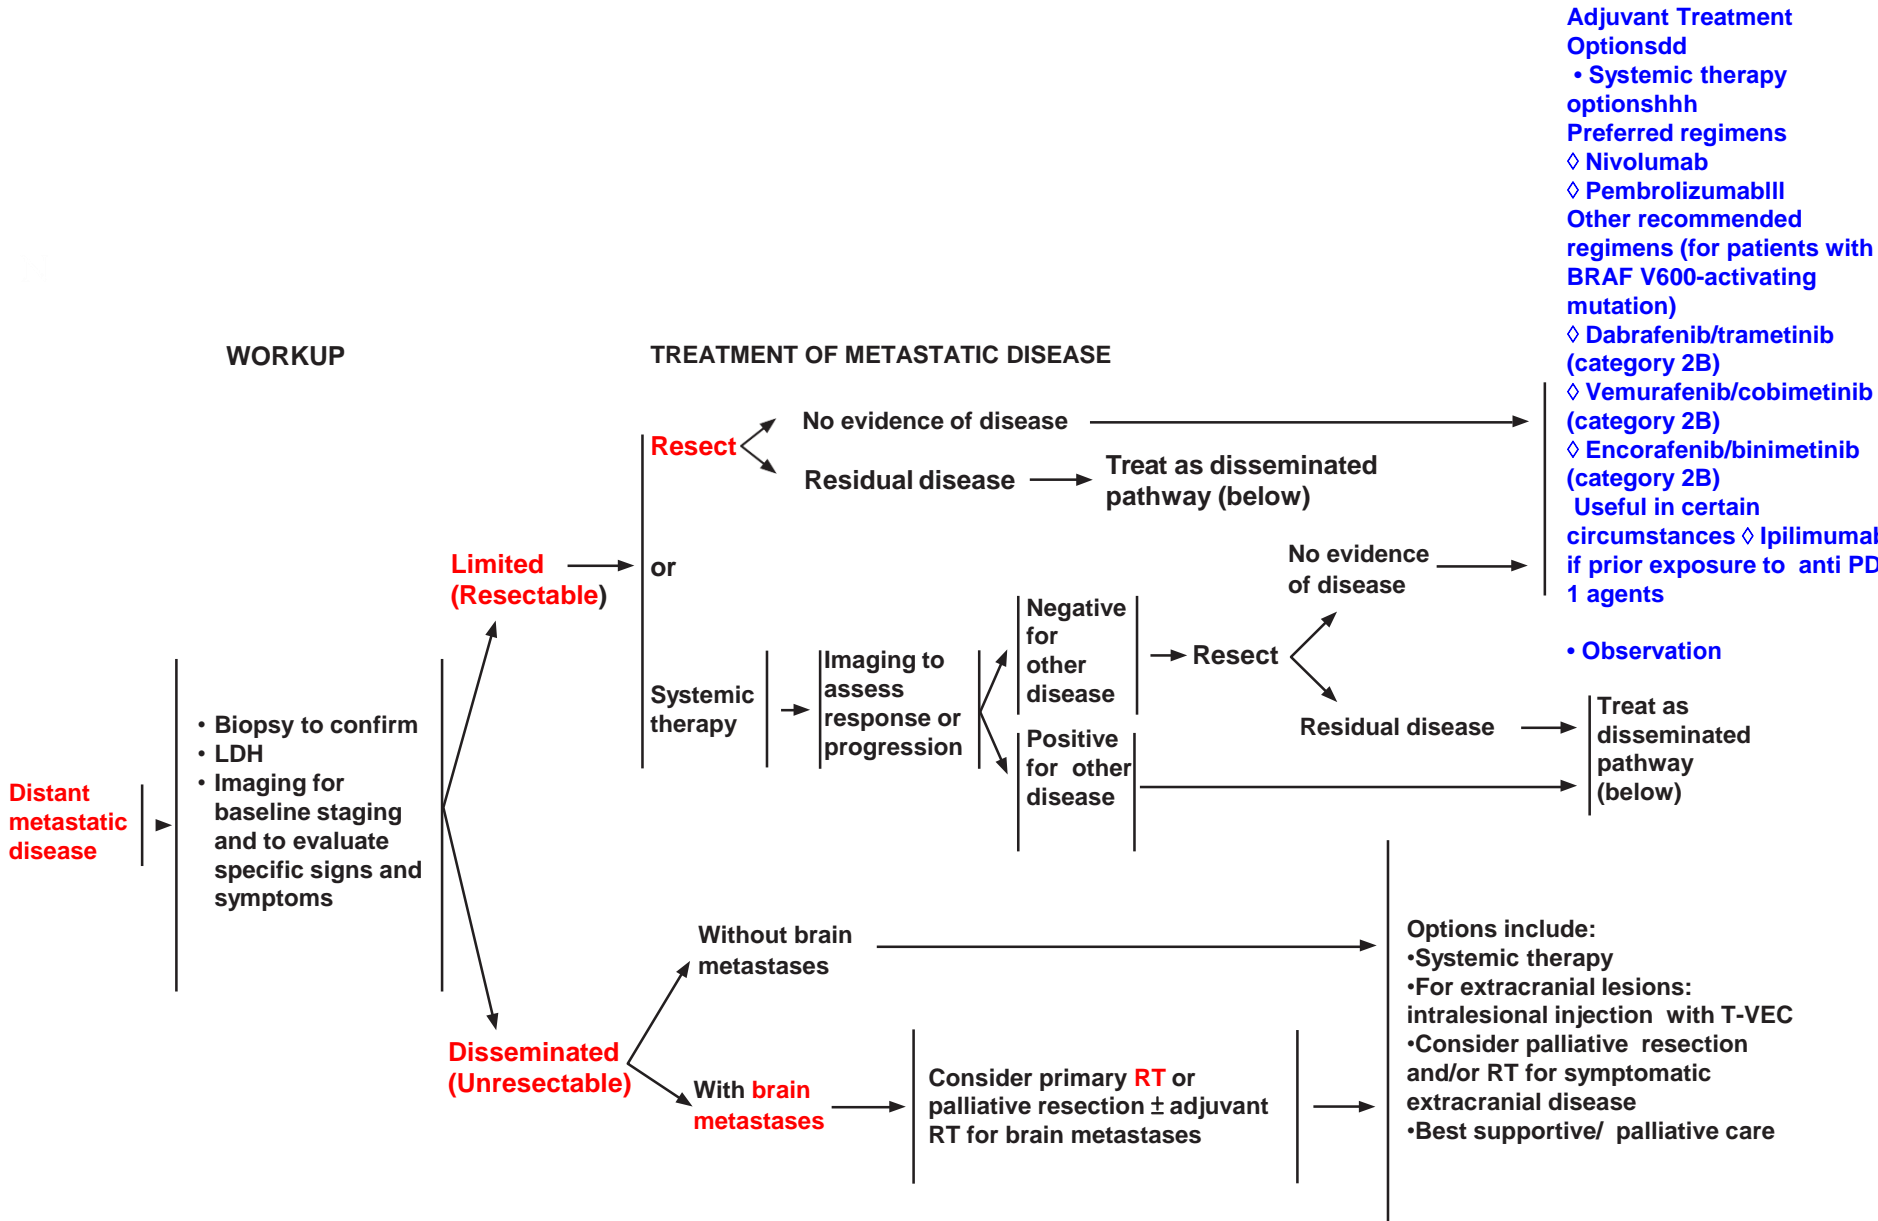 WORKUP
TREATMENT OF METASTATIC DISEASE
Distant
metastatic
disease
• Biopsy to confirm
• LDH
• Imaging for
baseline staging
and to evaluate
specific signs and
symptoms
Limited
(Resectable)
Resect
No evidence of disease
Residual disease
Treat as disseminated
pathway (below)
or
Systemic
therapy
Imaging to
assess
response or
progression
Negative
for
other
disease
Resect
No evidence
of disease
Residual disease
Treat as
disseminated
pathway
(below)
Positive
for other
disease
Adjuvant Treatment
Optionsdd
• Systemic therapy
optionshhh
Preferred regimens
◊ Nivolumab
◊ Pembrolizumablll
Other recommended
regimens (for patients with
BRAF V600-activating
mutation)
◊ Dabrafenib/trametinib
(category 2B)
◊ Vemurafenib/cobimetinib
(category 2B)
◊ Encorafenib/binimetinib
(category 2B)
Useful in certain
circumstances ◊ Ipilimumab
if prior exposure to anti PD
1 agents
• Observation
Disseminated
(Unresectable)
Without brain
metastases
With brain
metastases
Consider primary RT or
palliative resection ± adjuvant
RT for brain metastases
Options include:
•Systemic therapy
•For extracranial lesions:
intralesional injection with T-VEC
•Consider palliative resection
and/or RT for symptomatic
extracranial disease
•Best supportive/ palliative care